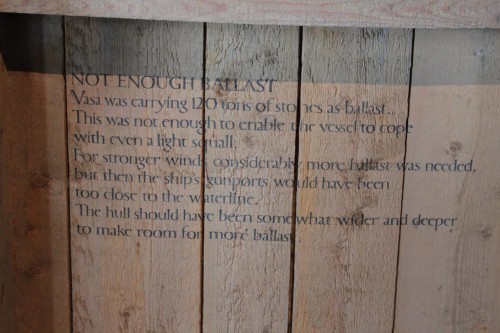 NOT ENOUGH BALLAST
Vasa was carrying 120 tons of stones as ballast..
This was not enough to enable the vessel to cope
with even a light squall.
For stronger winds considerably more ballast was needed,
but then the ship's gunports would have been
too close to the waterline.
The hull should have been somewhat wider and deeper
to make room for more ballast.